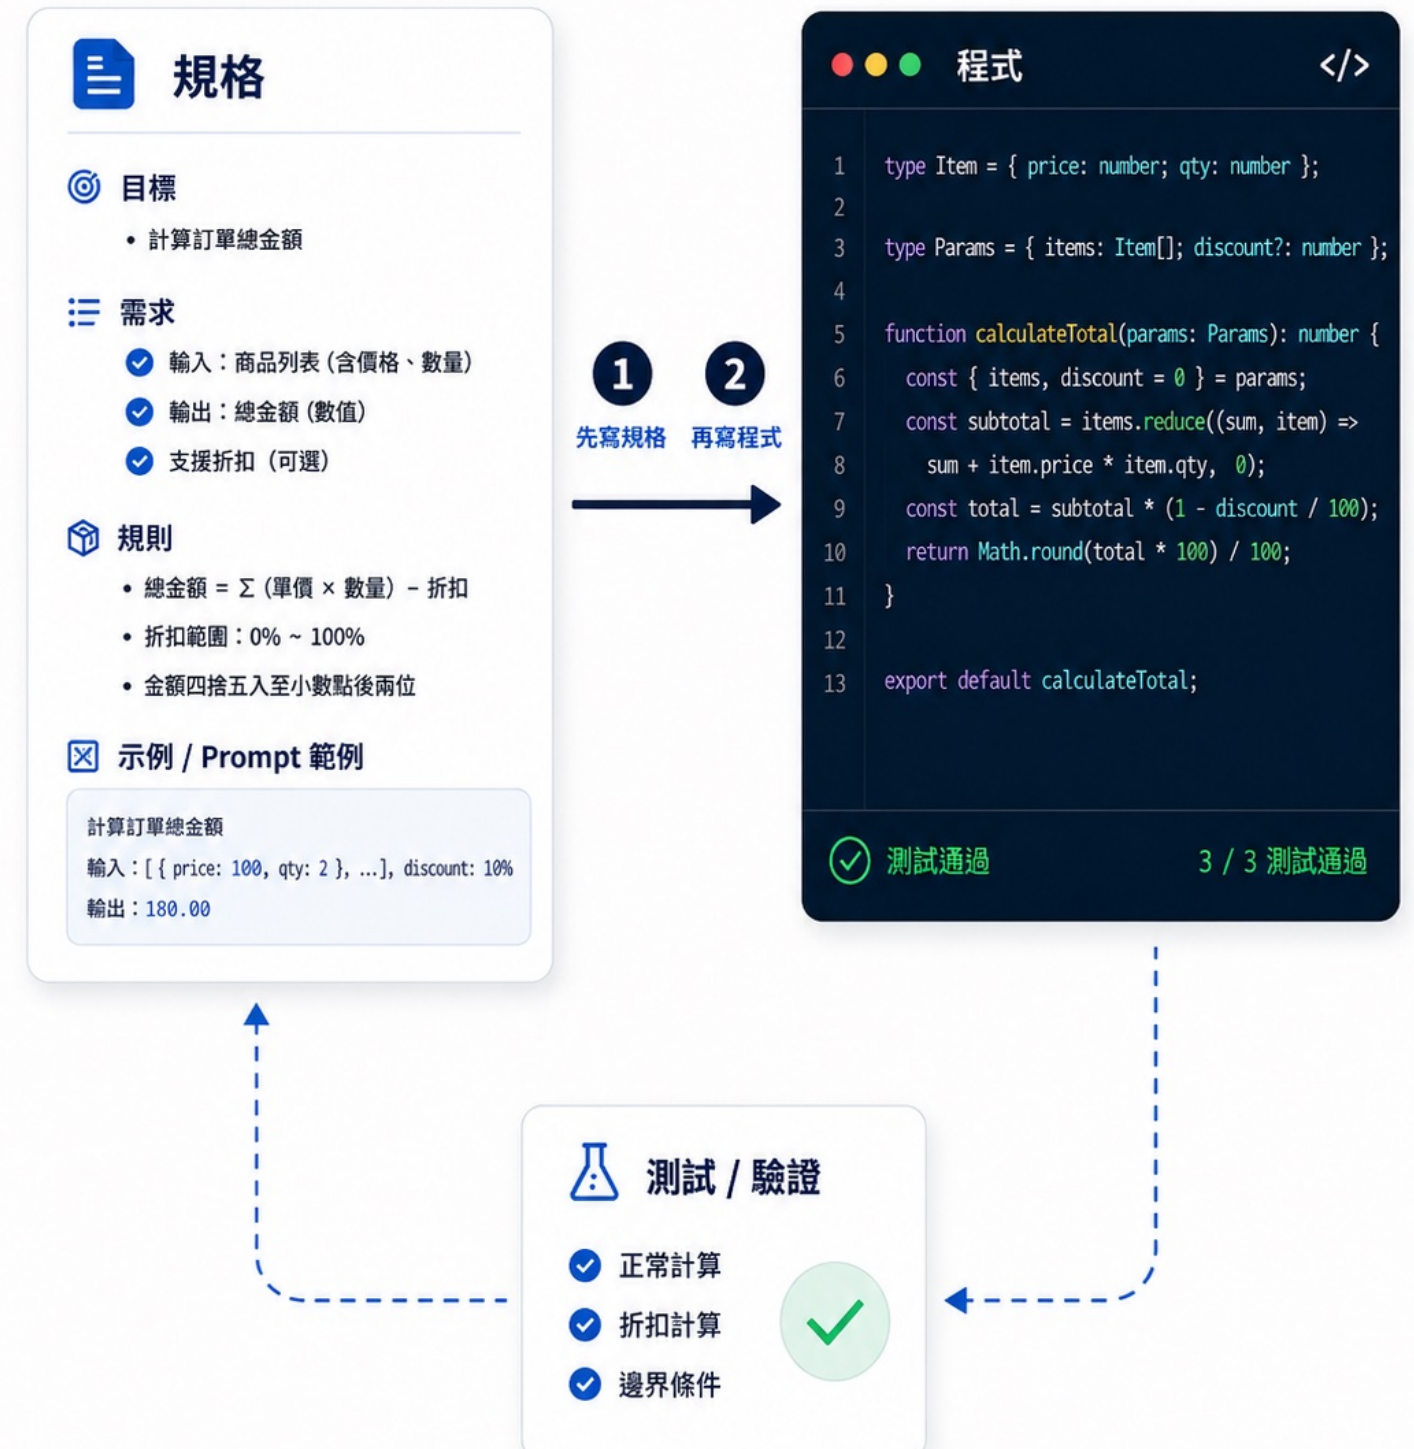 規格
目標
• 計算訂單總金額
需求
輸入：商品列表 (含價格、數量)
輸出：總金額 (數值)
支援折扣 (可選)
規則
• 總金額 = Σ (單價 × 數量) − 折扣
• 折扣範圍：0% ~ 100%
• 金額四捨五入至小數點後兩位
示例 / Prompt 範例
計算訂單總金額
輸入：[ { price: 100, qty: 2 }, ...], discount: 10%
輸出：180.00
1 2
先寫規格 再寫程式
程式 </>
1 type Item = { price: number; qty: number };
2
3 type Params = { items: Item[]; discount?: number };
4
5 function calculateTotal(params: Params): number {
6 const { items, discount = 0 } = params;
7 const subtotal = items.reduce((sum, item) =>
8 sum + item.price * item.qty, 0);
9 const total = subtotal * (1 - discount / 100);
10 return Math.round(total * 100) / 100;
11 }
12
13 export default calculateTotal;
測試通過 3 / 3 測試通過
測試 / 驗證
正常計算
折扣計算
邊界條件